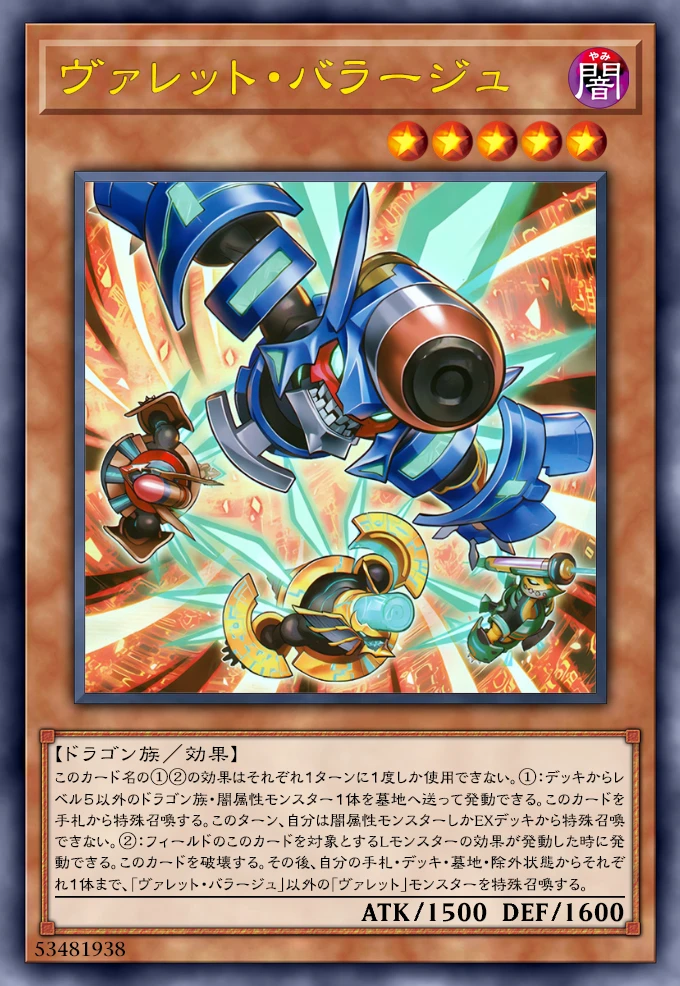 ヴァレット・バラージュ
やみ
闇
【ドラゴン族／効果】
このカード名の①②の効果はそれぞれ1ターンに1度しか使用できない。①：デッキからレ
ベル5以外のドラゴン族・闇属性モンスター1体を墓地へ送って発動できる。このカードを
手札から特殊召喚する。このターン、自分は闇属性モンスターしかEXデッキから特殊召喚
できない。②：フィールドのこのカードを対象とするLモンスターの効果が発動した時に発
動できる。このカードを破壊する。その後、自分の手札・デッキ・墓地・除外状態からそれぞ
れ1体まで、「ヴァレット・バラージュ」以外の「ヴァレット」モンスターを特殊召喚する。
ATK/1500 DEF/1600
53481938